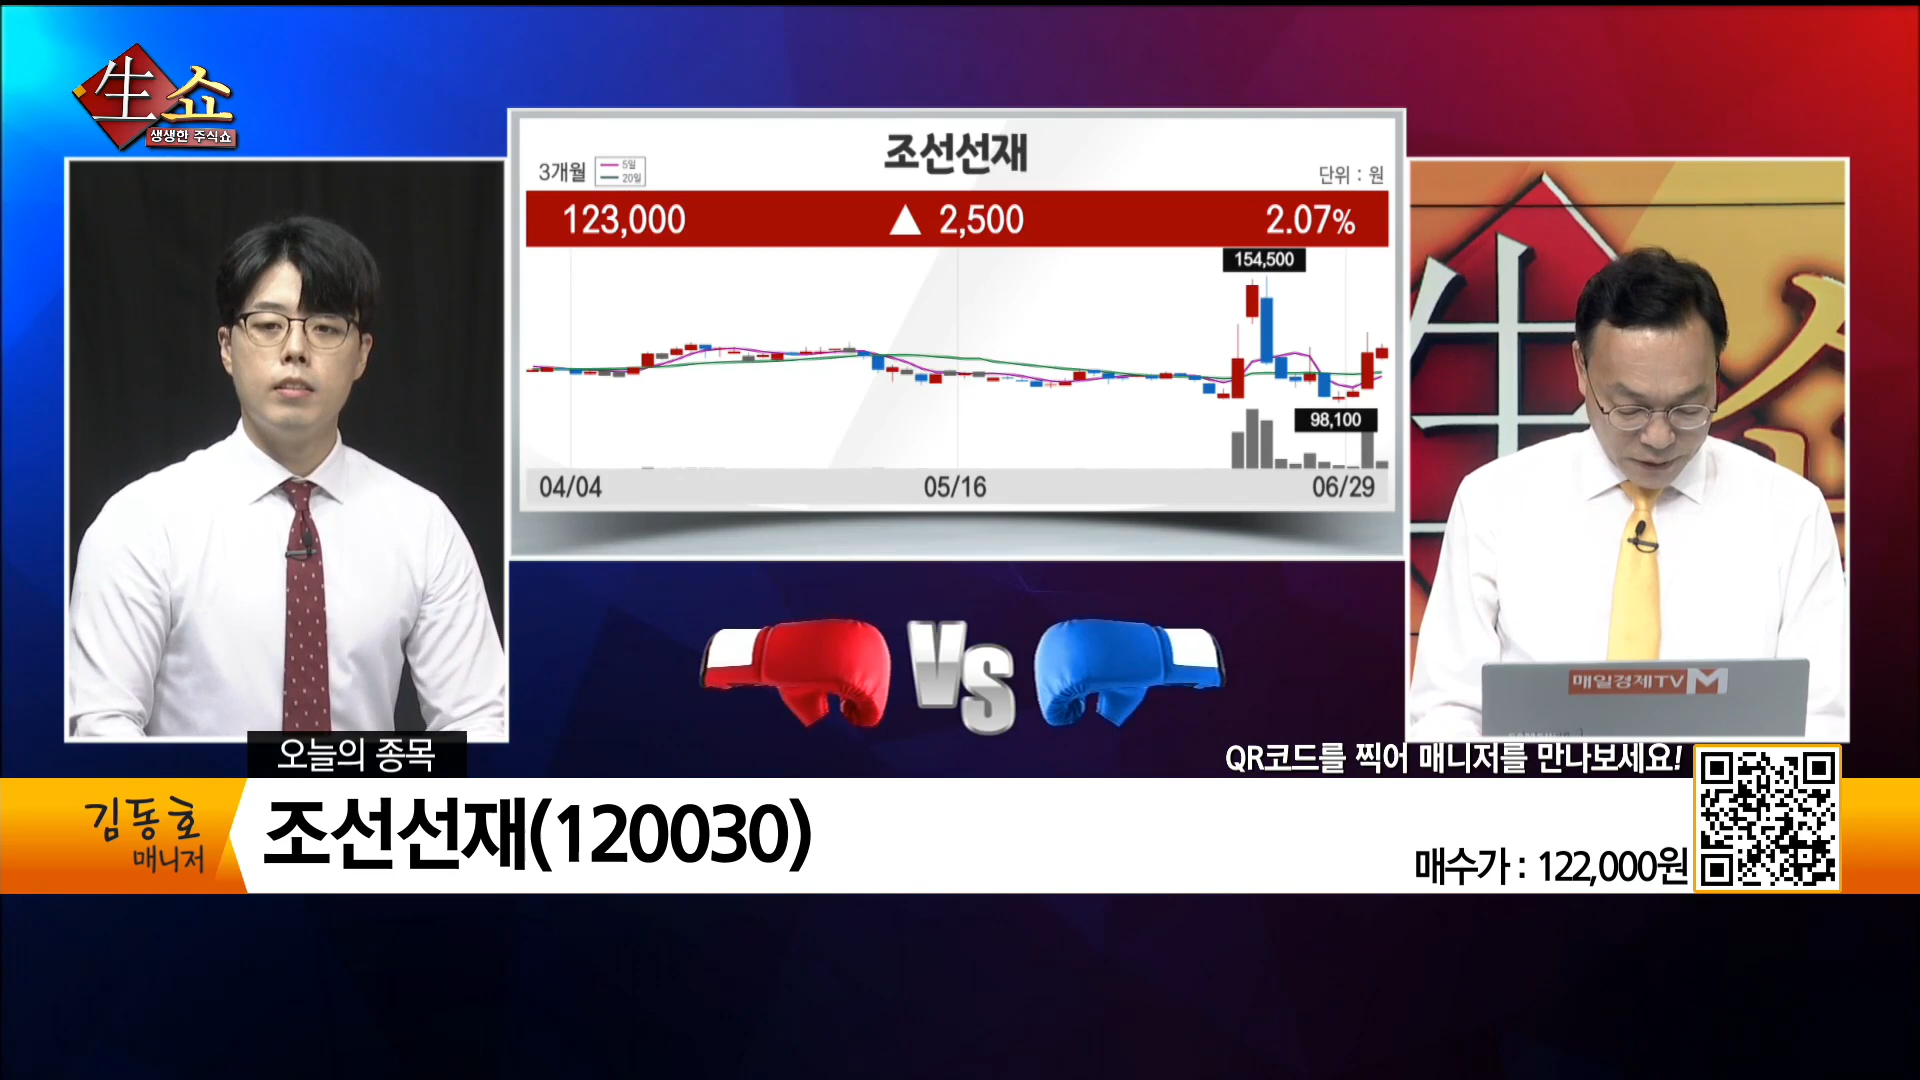 生쇼
생생한 주식쇼
조선선재
3개월
5일
20일
단위 : 원
123,000 ▲ 2,500 2.07%
154,500
98,100
04/04 05/16 06/29
生
VS
매일경제TV M
오늘의 종목
QR코드를 찍어 매니저를 만나보세요!
김동호
매니저
조선선재(120030)
매수가 : 122,000원